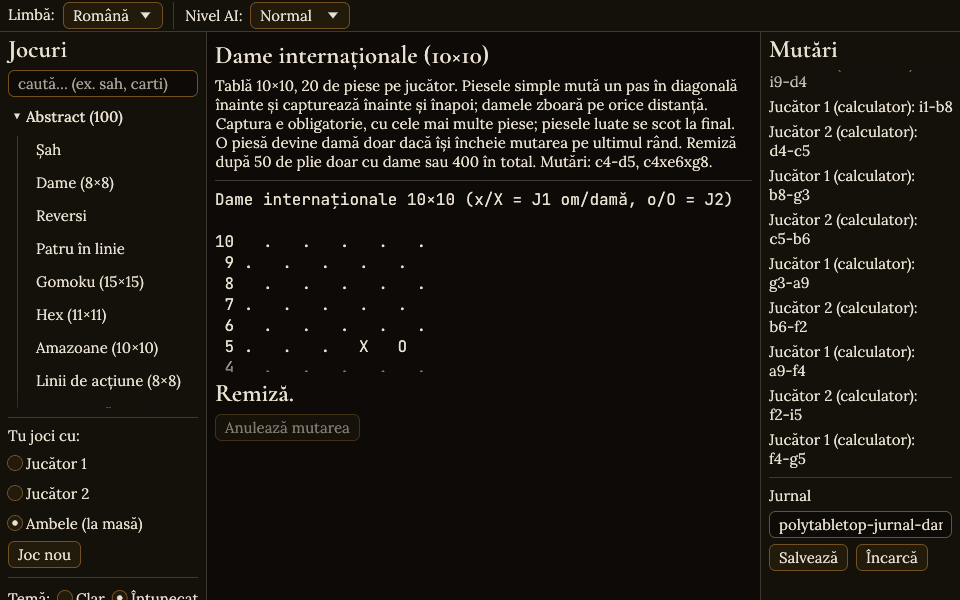 Limbă:
Română
Nivel AI:
Normal
Jocuri
caută... (ex. sah, carti)
Abstract (100)
Șah
Dame (8×8)
Reversi
Patru în linie
Gomoku (15×15)
Hex (11×11)
Amazoane (10×10)
Linii de acțiune (8×8)
Tu joci cu:
Jucător 1
Jucător 2
Ambele (la masă)
Joc nou
Temă: Clar Întunecat
Dame internaționale (10×10)
Tablă 10×10, 20 de piese pe jucător. Piesele simple mută un pas în diagonală
înainte și capturează înainte și înapoi; damele zboară pe orice distanță.
Captura e obligatorie, cu cele mai multe piese; piesele luate se scot la final.
O piesă devine damă doar dacă își încheie mutarea pe ultimul rând. Remiză
după 50 de plie doar cu dame sau 400 în total. Mutări: c4-d5, c4xe6xg8.
Dame internaționale 10×10 (x/X = J1 om/damă, o/O = J2)
10 . . . . .
9 . . . . .
8 . . . . .
7 . . . . .
6 . . . . .
5 . . . X O
4 . . . . .
Remiză.
Anulează mutarea
Mutări
i9-d4
Jucător 1 (calculator): i1-b8
Jucător 2 (calculator):
d4-c5
Jucător 1 (calculator):
b8-g3
Jucător 2 (calculator):
c5-b6
Jucător 1 (calculator):
g3-a9
Jucător 2 (calculator):
b6-f2
Jucător 1 (calculator):
a9-f4
Jucător 2 (calculator):
f2-i5
Jucător 1 (calculator):
f4-g5
Jurnal
polytabletop-jurnal-dar
Salvează
Încarcă